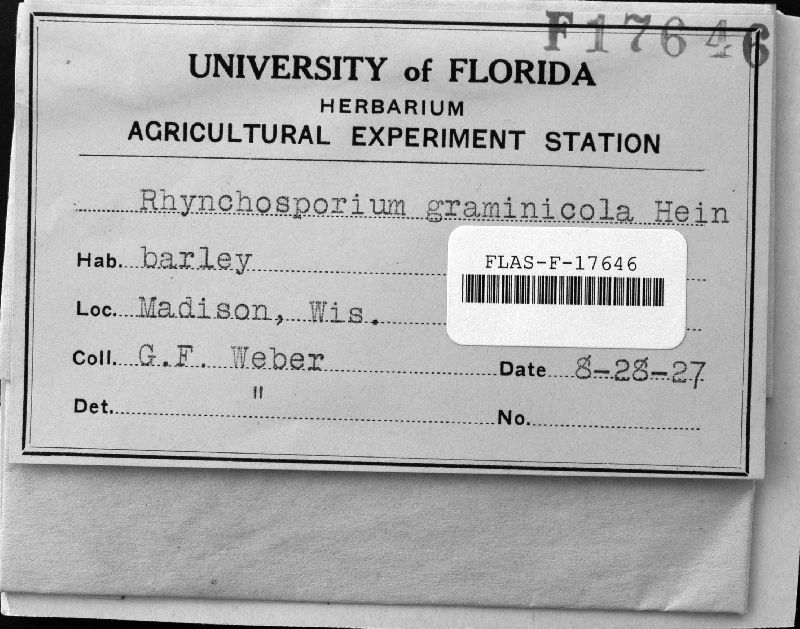 F17646
UNIVERSITY of FLORIDA
HERBARIUM
AGRICULTURAL EXPERIMENT STATION
Rhynchosporium graminicola Hein
Hab. barley
FLAS-F-17646
Loc. Madison, Wis.
Coll. G.F. Weber Date 8-28-27
Det. " No.